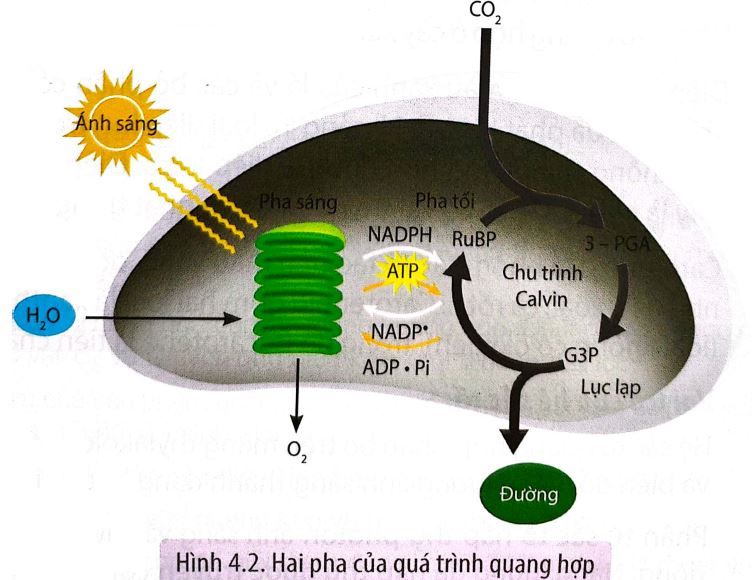 CO₂
Ánh sáng
Pha sáng
Pha tối
NADPH
RuBP
3 – PGA
ATP
Chu trình
Calvin
H₂O
NADP•
ADP • Pi
G3P
Lục lạp
O₂
Đường
Hình 4.2. Hai pha của quá trình quang hợp